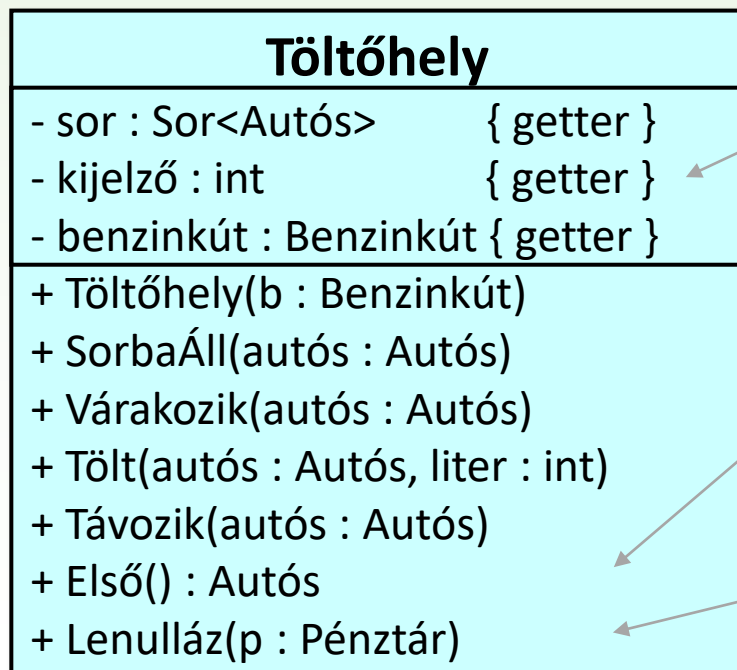 Töltőhely
- sor : Sor<Autós> { getter }
- kijelző : int { getter }
- benzinkút : Benzinkút { getter }
+ Töltőhely(b : Benzinkút)
+ SorbaÁll(autós : Autós)
+ Várakozik(autós : Autós)
+ Tölt(autós : Autós, liter : int)
+ Távozik(autós : Autós)
+ Első() : Autós
+ Lenulláz(p : Pénztár)